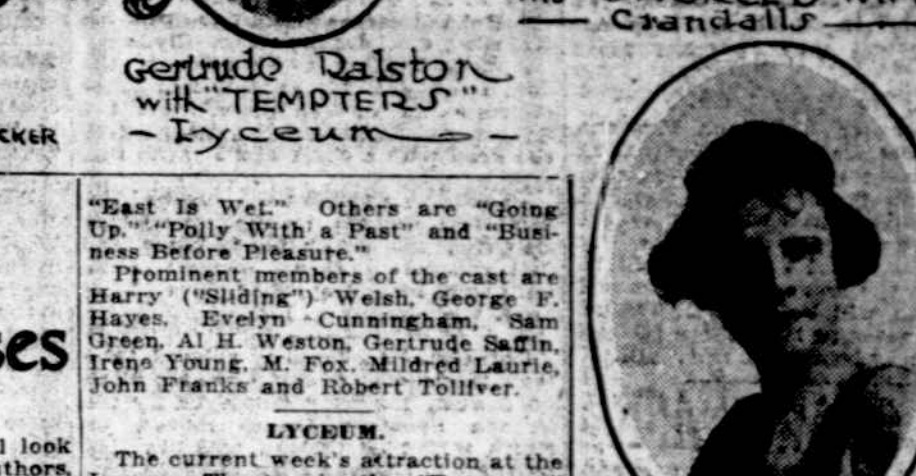 Crandalls
Gertrude Ralston
with "TEMPTERS"
- Lyceum -
CKER
"East Is Wet." Others are "Going
Up." "Polly With a Past" and "Busi-
ness Before Pleasure."
Prominent members of the cast are
Harry ("Sliding") Welsh, George F.
Hayes, Evelyn Cunningham, Sam
Green, Al H. Weston, Gertrude Saffin,
Irene Young, M. Fox, Mildred Laurie,
John Franks and Robert Tolliver.
LYCEUM.
The current week's attraction at the
es
l look
thors,